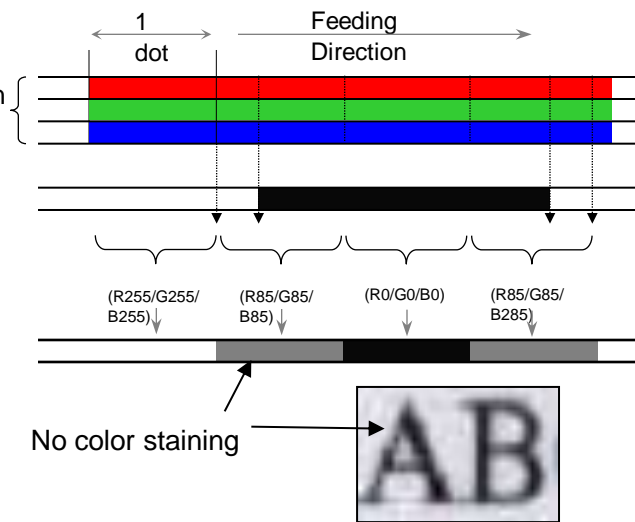 1
dot
Feeding
Direction
n
(R255/G255/
B255)
(R85/G85/
B85)
(R0/G0/B0)
(R85/G85/
B285)
No color staining
AB